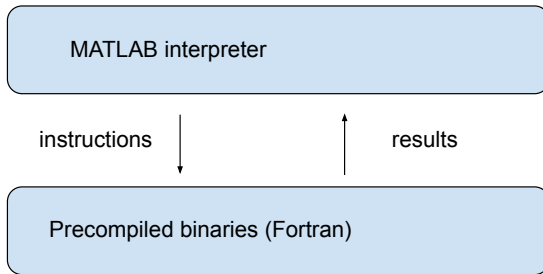 MATLAB interpreter
instructions
results
Precompiled binaries (Fortran)